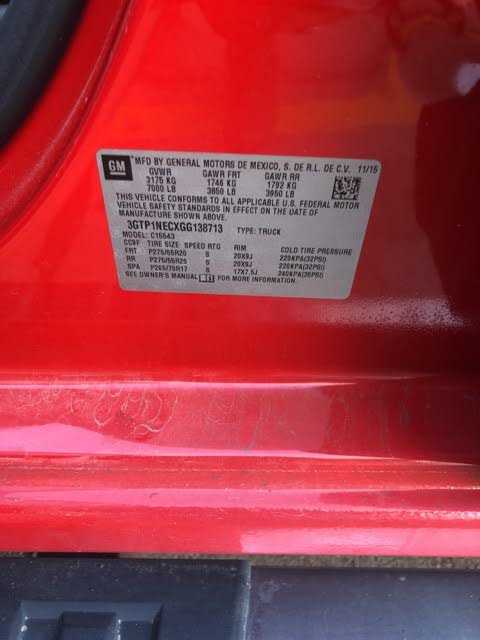 GM
MFD BY GENERAL MOTORS DE MEXICO, S. DE R.L. DE C.V. 11/15
GVWR GAWR FRT GAWR RR
3175 KG 1746 KG 1792 KG
7000 LB 3850 LB 3950 LB
THIS VEHICLE CONFORMS TO ALL APPLICABLE U.S. FEDERAL MOTOR
VEHICLE SAFETY STANDARDS IN EFFECT ON THE DATE OF
MANUFACTURE SHOWN ABOVE.
3GTP1NECXGG138713 TYPE: TRUCK
MODEL: C15543
CC9F TIRE SIZE SPEED RTG RIM COLD TIRE PRESSURE
FRT P275/55R20 S 20X9J 220KPA(32PSI)
RR P275/55R20 S 20X9J 220KPA(32PSI)
SPA P265/70R17 S 17X7.5J 240KPA(35PSI)
SEE OWNER'S MANUAL